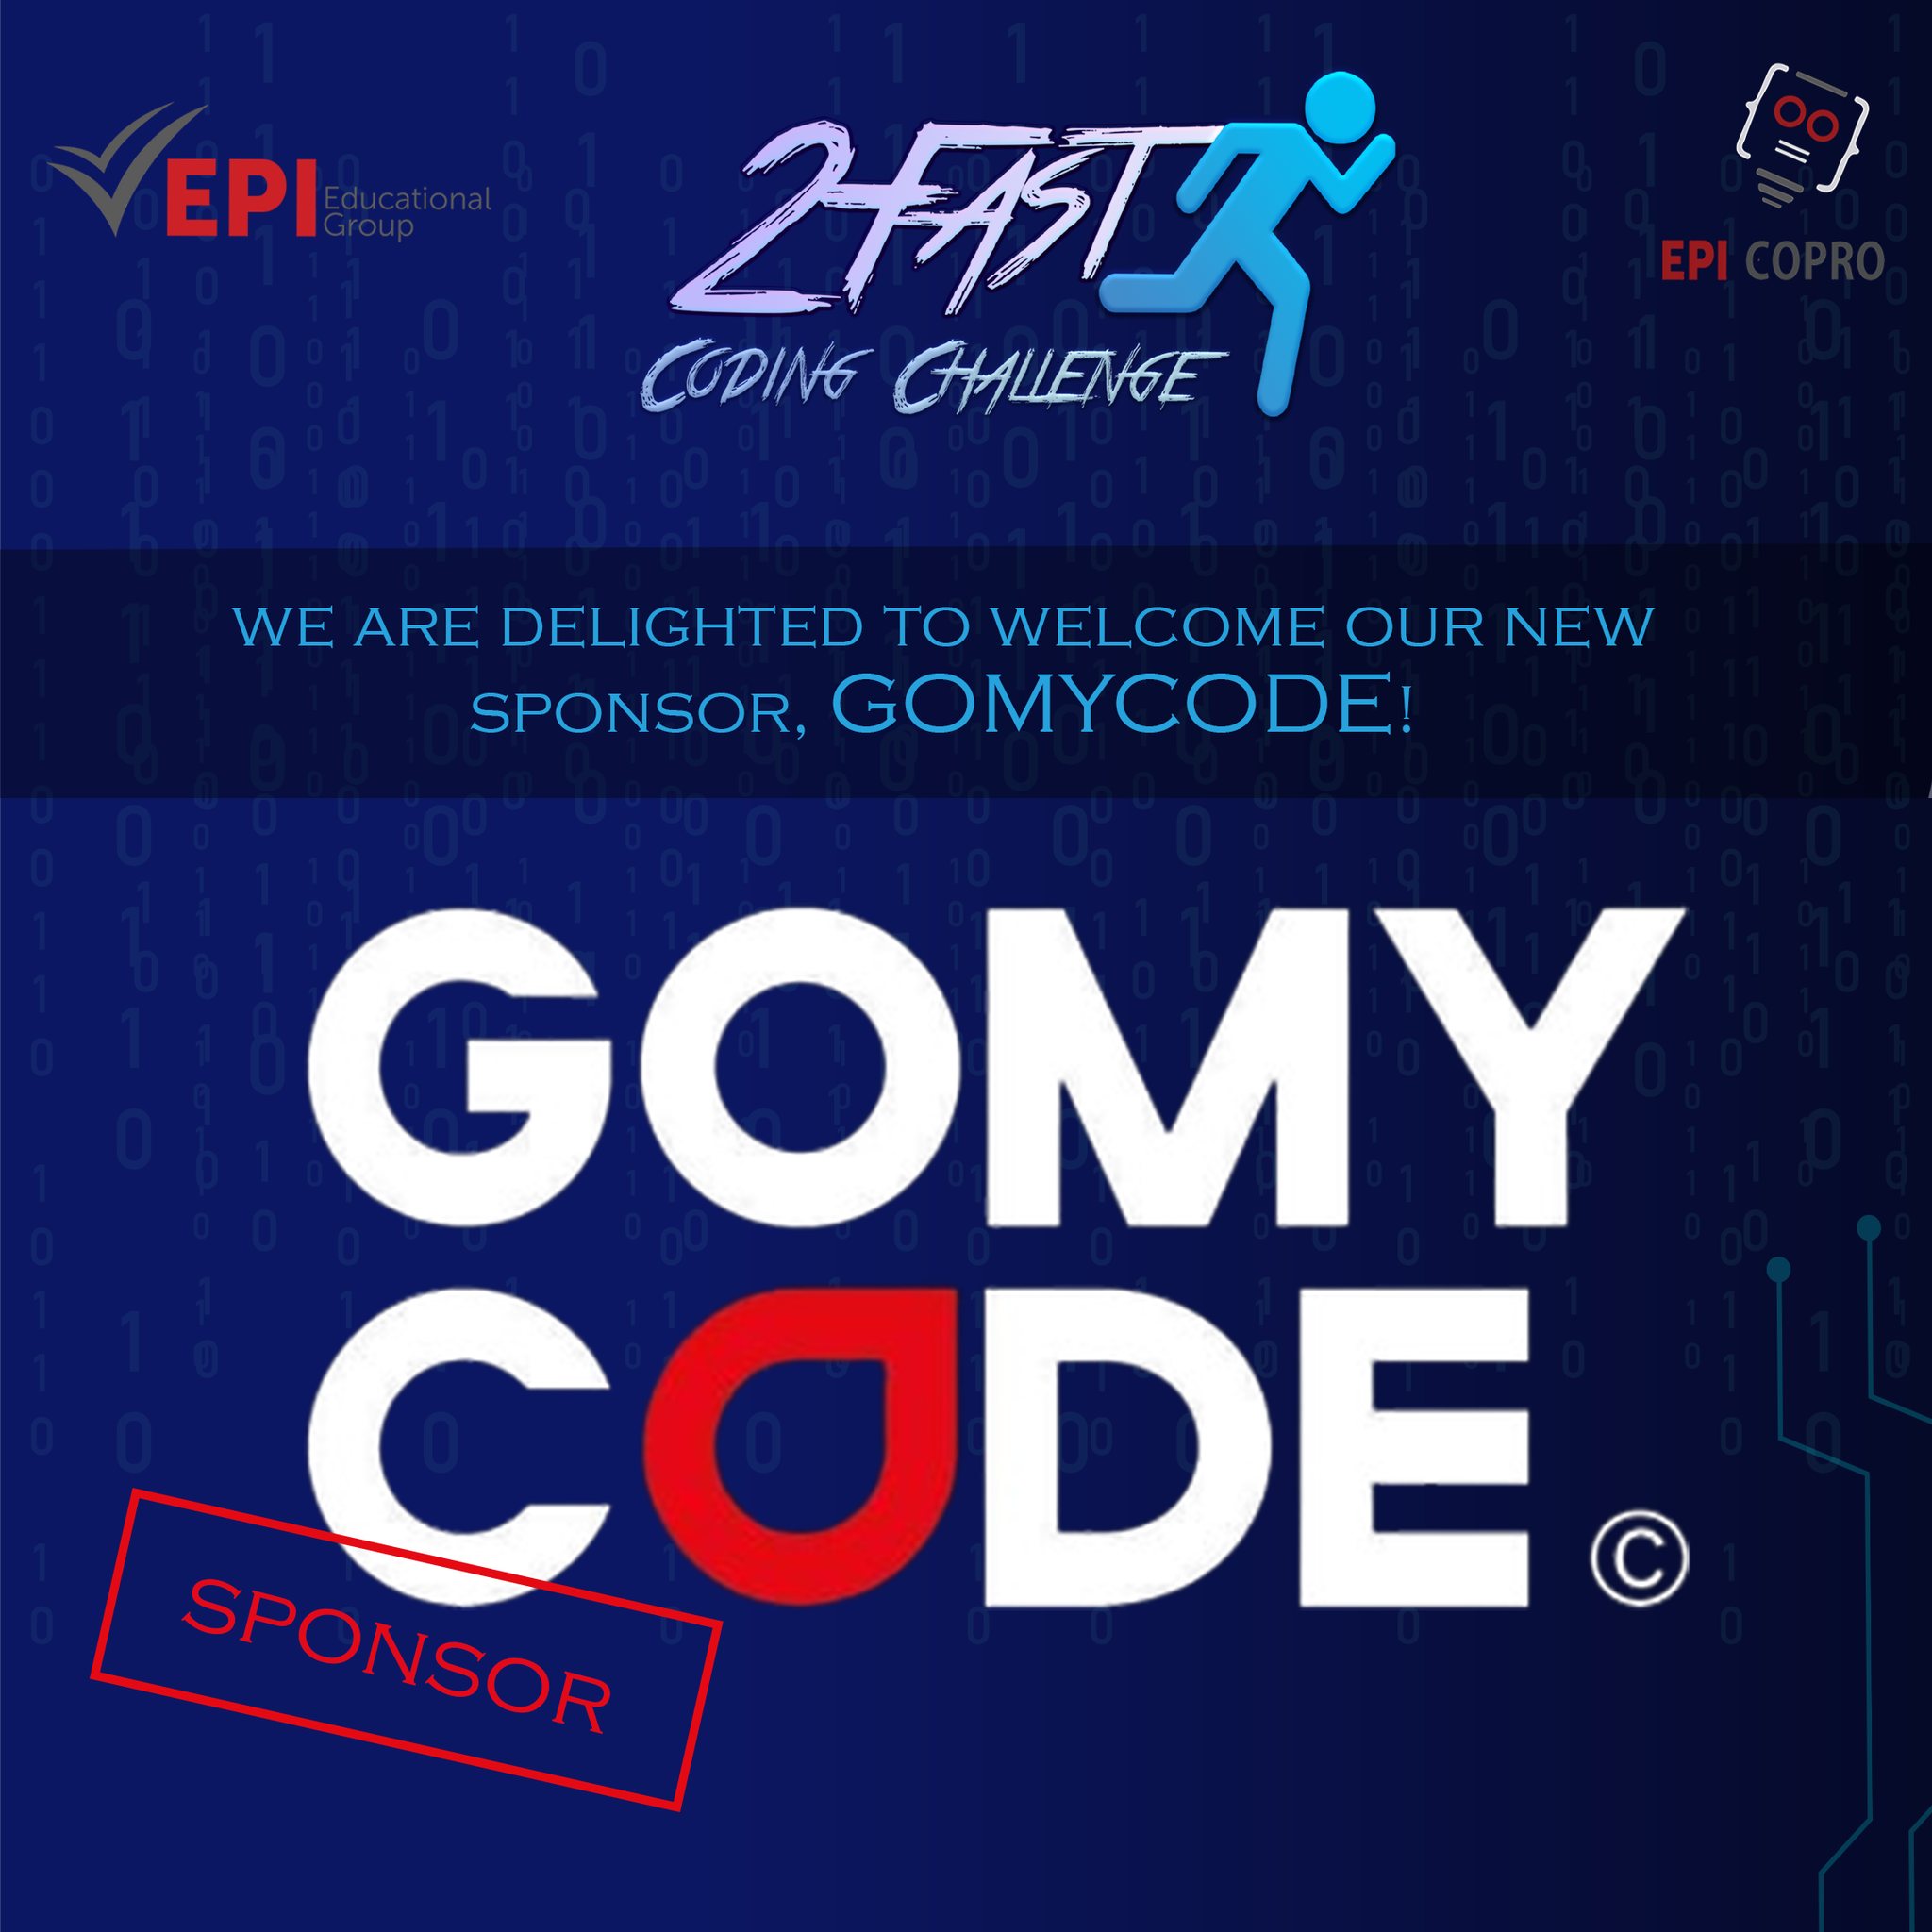 EPI Educational
Group
2FAST
CODING CHALLENGE
EPI COPRO
WE ARE DELIGHTED TO WELCOME OUR NEW
SPONSOR, GOMYCODE!
GOMY
CODE ©
SPONSOR